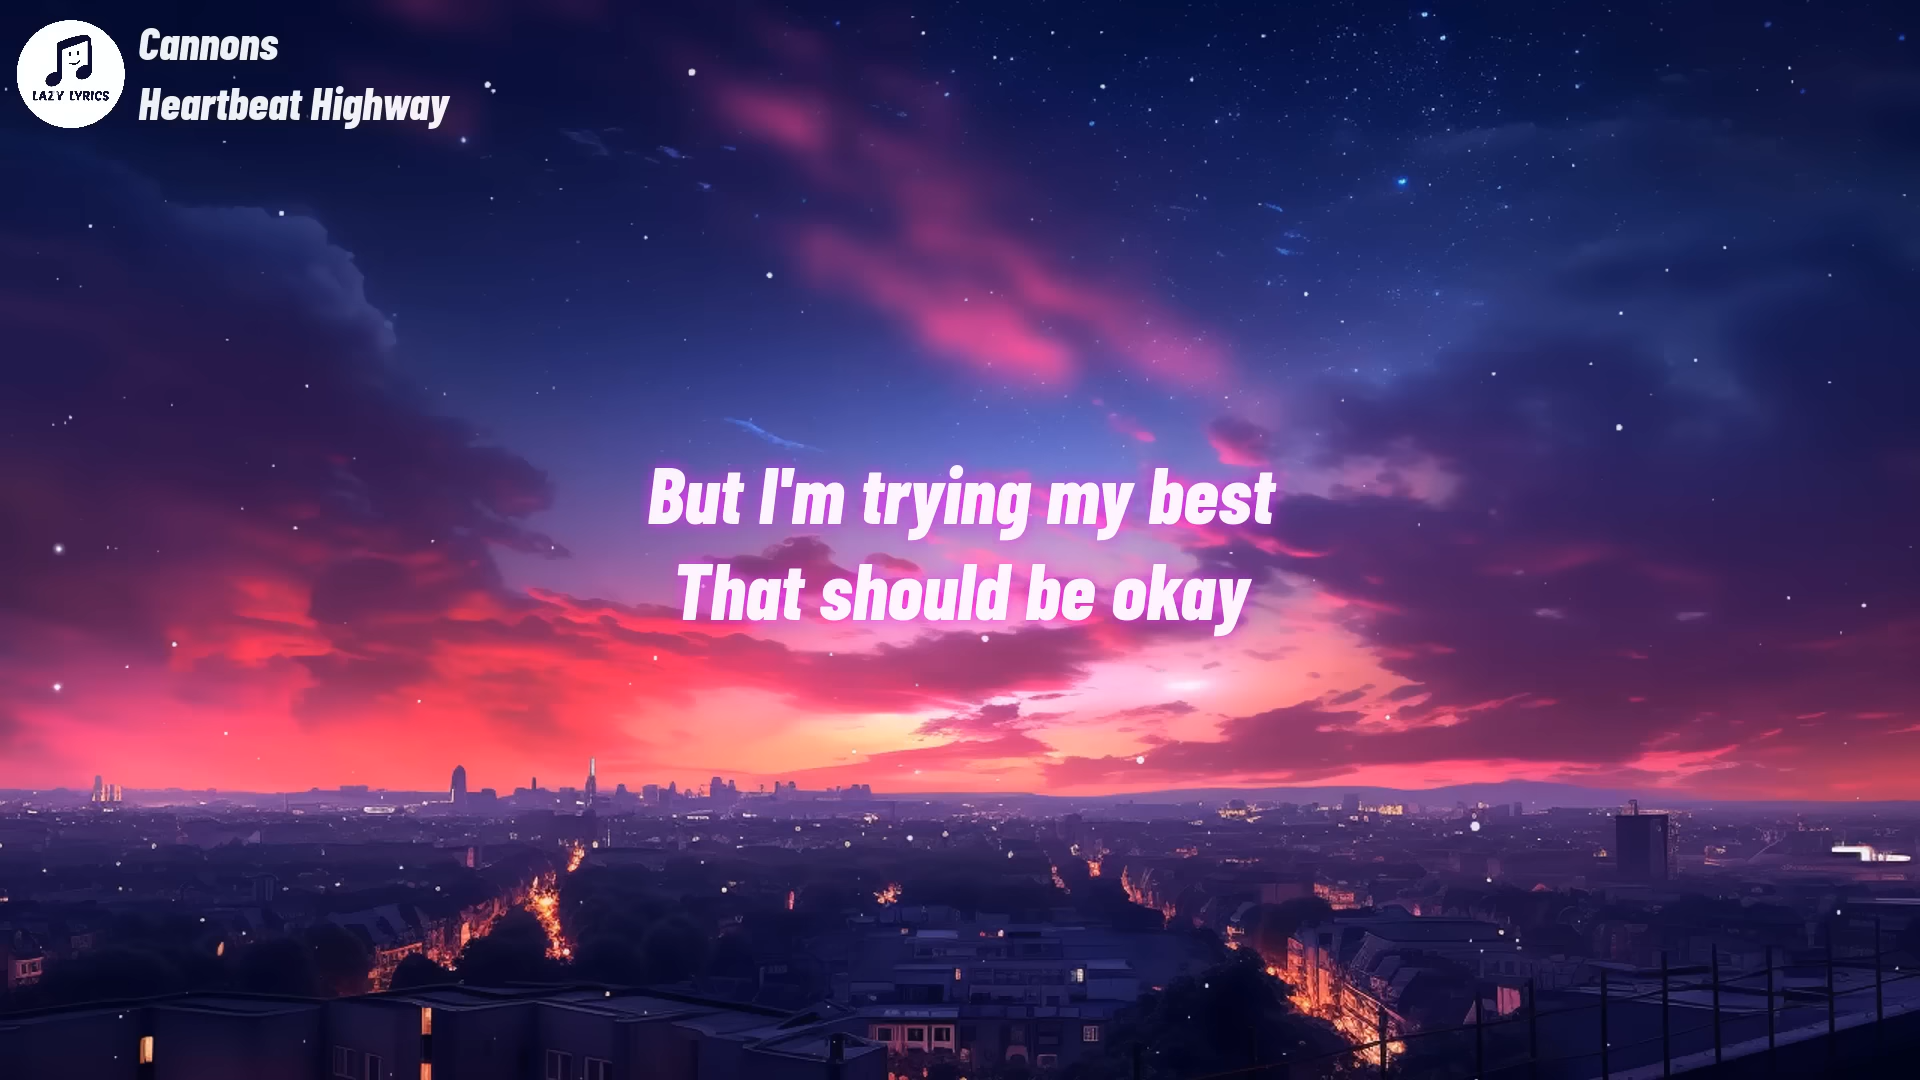 LAZY LYRICS
Cannons
Heartbeat Highway
But I'm trying my best
That should be okay